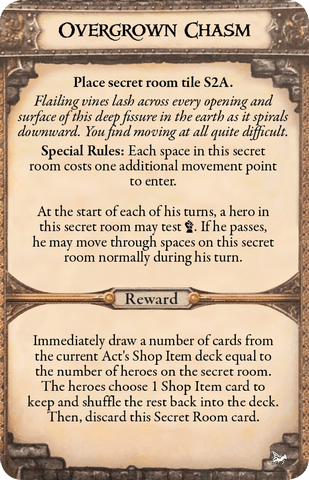 Overgrown Chasm
Place secret room tile S2A.
Flailing vines lash across every opening and
surface of this deep fissure in the earth as it spirals
downward. You find moving at all quite difficult.
Special Rules: Each space in this secret
room costs one additional movement point
to enter.
At the start of each of his turns, a hero in
this secret room may test . If he passes,
he may move through spaces on this secret
room normally during his turn.
Reward
Immediately draw a number of cards from
the current Act's Shop Item deck equal to
the number of heroes on the secret room.
The heroes choose 1 Shop Item card to
keep and shuffle the rest back into the deck.
Then, discard this Secret Room card.